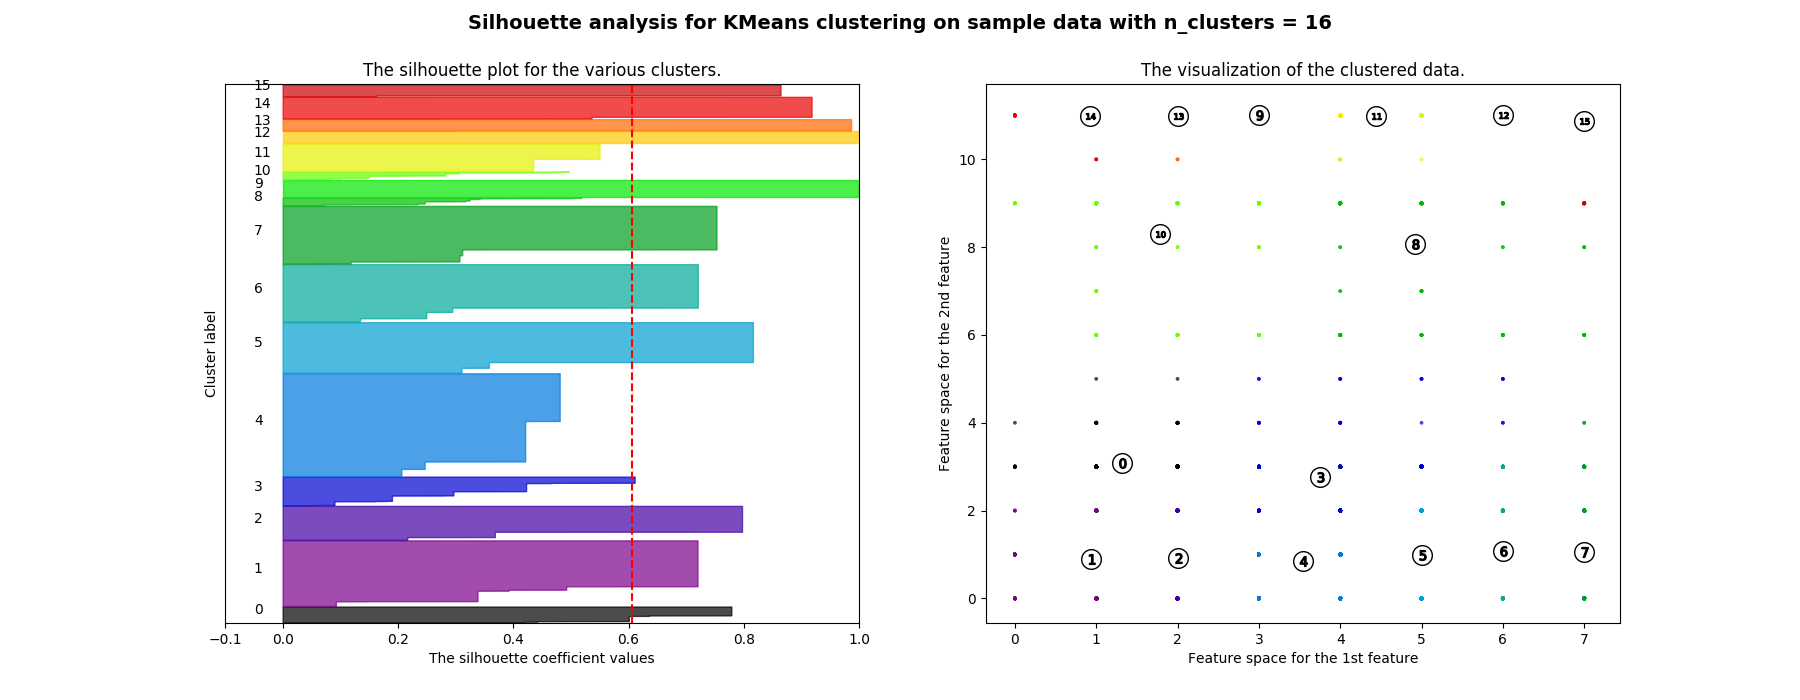 Silhouette analysis for KMeans clustering on sample data with n_clusters = 16
The silhouette plot for the various clusters.
15
14
13
12
11
10
9
8
7
6
5
4
3
2
1
0
Cluster label
−0.1 0.0 0.2 0.4 0.6 0.8 1.0
The silhouette coefficient values
The visualization of the clustered data.
14 13 9 11 12 15
10
8
0
3
1 2 4 5 6 7
10
8
6
4
2
0
Feature space for the 2nd feature
0 1 2 3 4 5 6 7
Feature space for the 1st feature